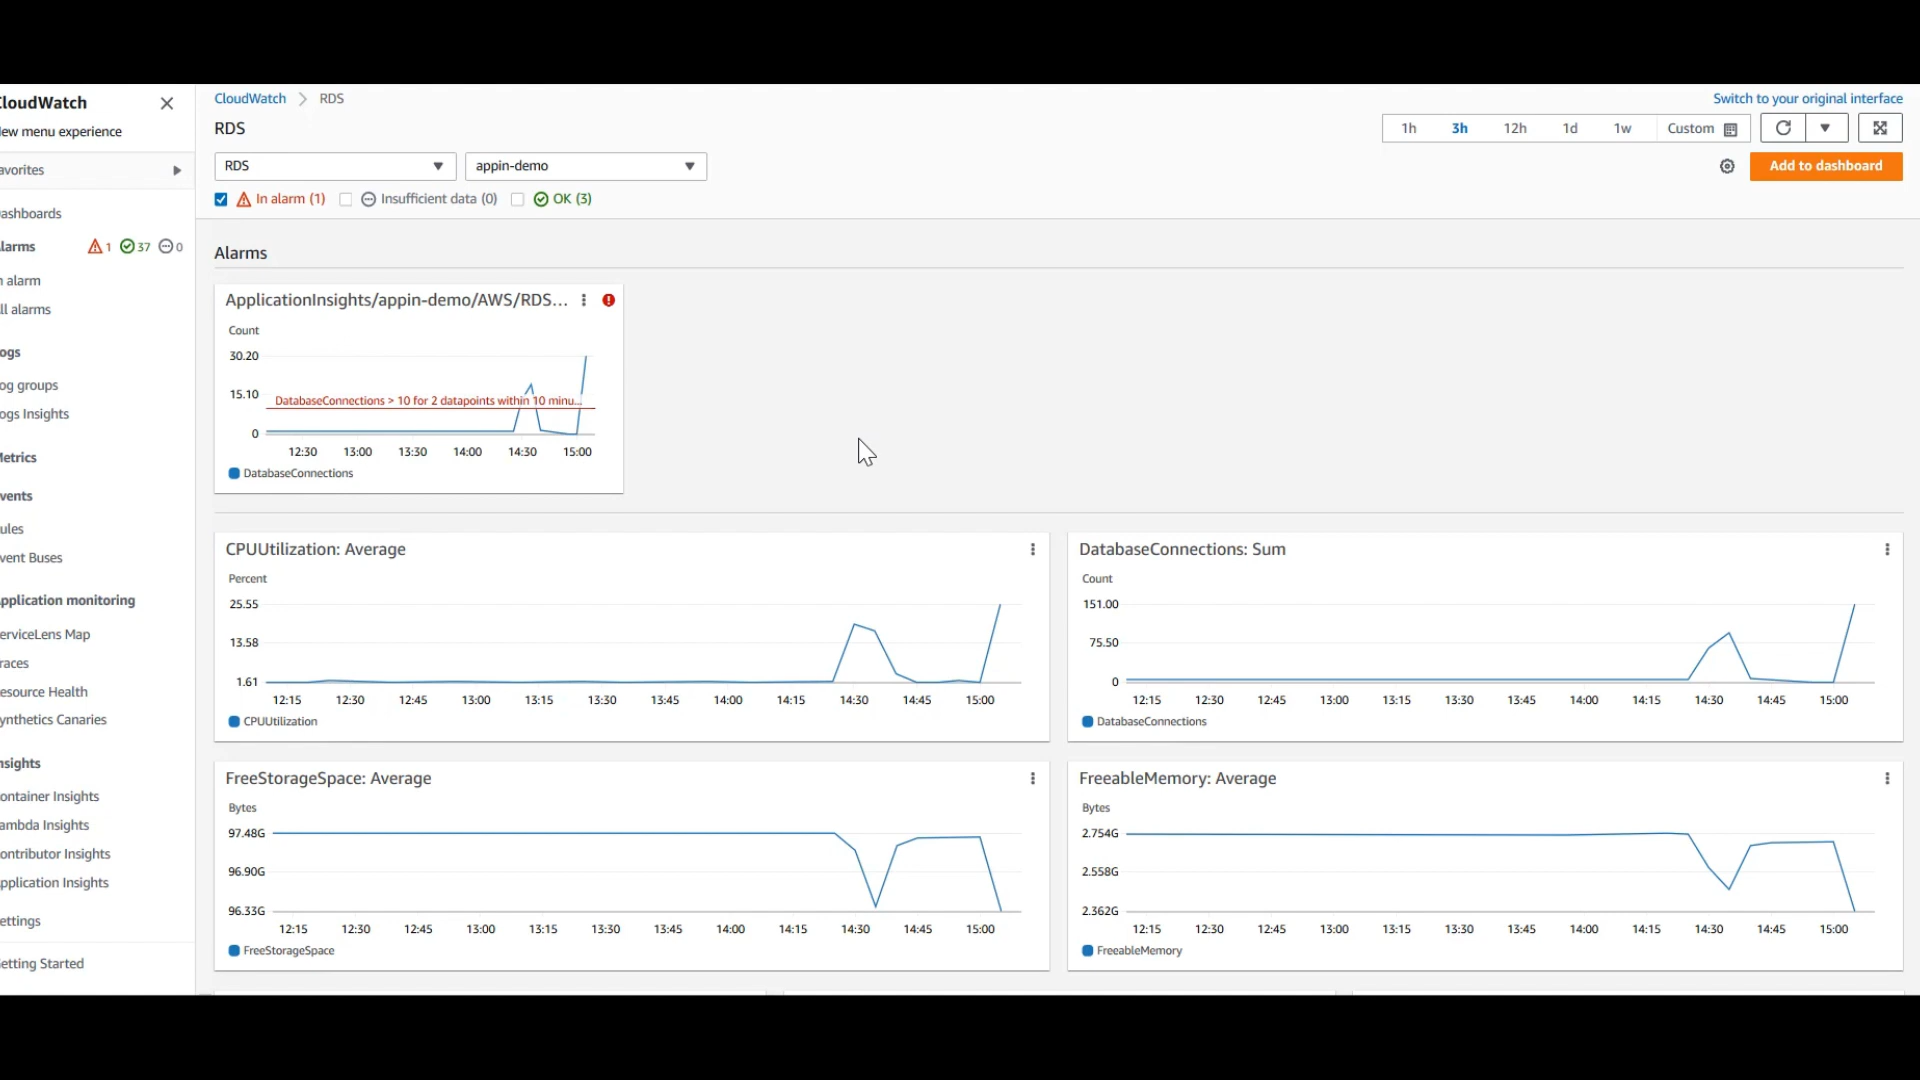 CloudWatch
ew menu experience
avorites
ashboards
larms 1 37 0
n alarm
ll alarms
ogs
og groups
ogs Insights
etrics
vents
ules
vent Buses
pplication monitoring
erviceLens Map
races
esource Health
ynthetics Canaries
nsights
ontainer Insights
ambda Insights
ontributor Insights
pplication Insights
ettings
etting Started
CloudWatch > RDS
Switch to your original interface
RDS
1h 3h 12h 1d 1w Custom
RDS appin-demo
Add to dashboard
In alarm (1) Insufficient data (0) OK (3)
Alarms
ApplicationInsights/appin-demo/AWS/RDS...
Count
30.20
15.10
0
DatabaseConnections > 10 for 2 datapoints within 10 minu...
12:30 13:00 13:30 14:00 14:30 15:00
DatabaseConnections
CPUUtilization: Average
Percent
25.55
13.58
1.61
12:15 12:30 12:45 13:00 13:15 13:30 13:45 14:00 14:15 14:30 14:45 15:00
CPUUtilization
DatabaseConnections: Sum
Count
151.00
75.50
0
12:15 12:30 12:45 13:00 13:15 13:30 13:45 14:00 14:15 14:30 14:45 15:00
DatabaseConnections
FreeStorageSpace: Average
Bytes
97.48G
96.90G
96.33G
12:15 12:30 12:45 13:00 13:15 13:30 13:45 14:00 14:15 14:30 14:45 15:00
FreeStorageSpace
FreeableMemory: Average
Bytes
2.754G
2.558G
2.362G
12:15 12:30 12:45 13:00 13:15 13:30 13:45 14:00 14:15 14:30 14:45 15:00
FreeableMemory